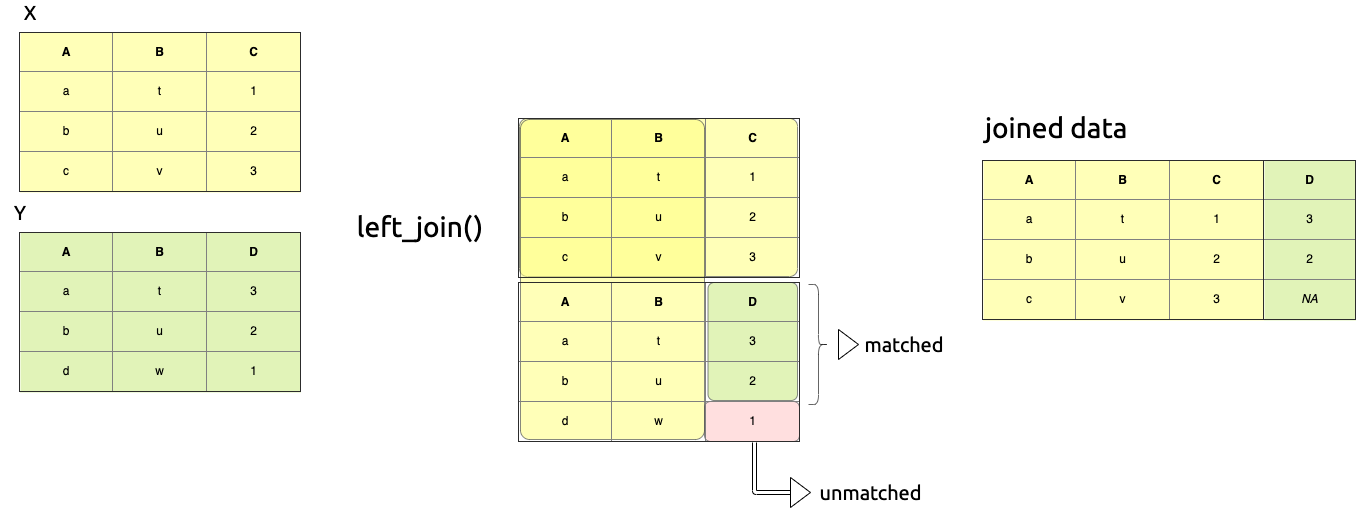 X
A B C
a t 1
b u 2
c v 3
Y
A B D
a t 3
b u 2
d w 1
left_join()
A B C
a t 1
b u 2
c v 3
A B D
a t 3
b u 2
d w 1
matched
unmatched
joined data
A B C D
a t 1 3
b u 2 2
c v 3 NA